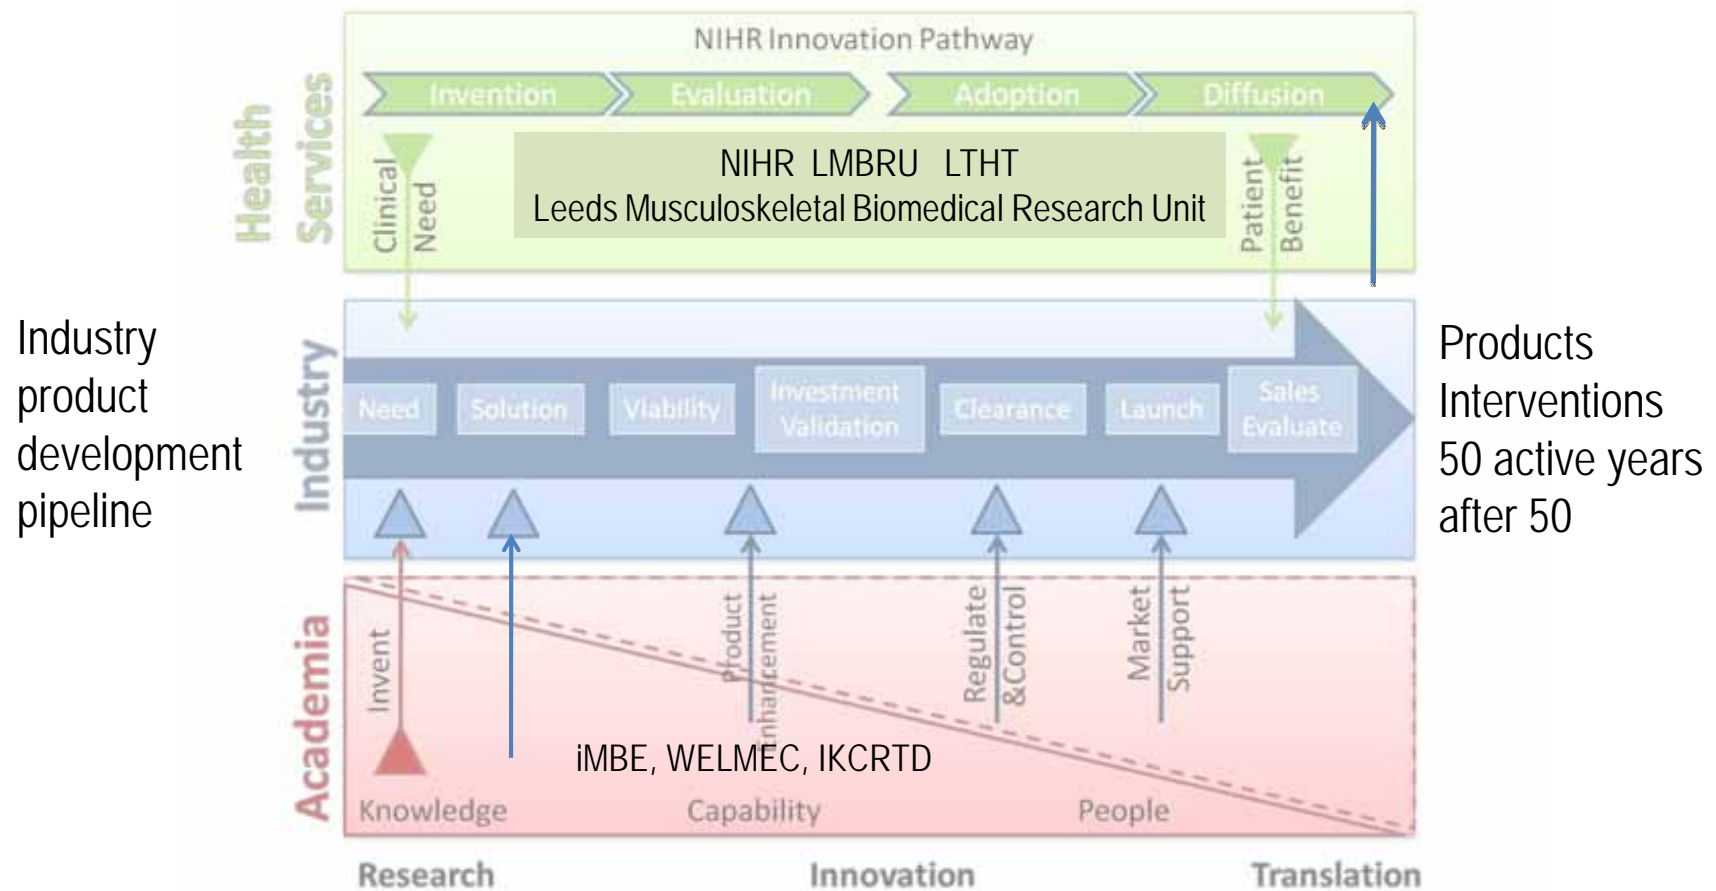 NIHR Innovation Pathway
Invention
Evaluation
Adoption
Diffusion
Health
Services
Clinical
Need
NIHR LMBRU LTHT
Leeds Musculoskeletal Biomedical Research Unit
Patient
Benefit
Industry
product
development
pipeline
Industry
Need
Solution
Viability
Investment
Validation
Clearance
Launch
Sales
Evaluate
Products
Interventions
50 active years
after 50
Academia
Invent
Product
Enhancement
Regulate
&Control
Market
Support
iMBE, WELMEC, IKCRTD
Knowledge
Capability
People
Research
Innovation
Translation